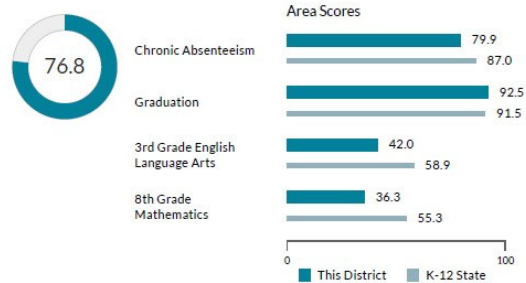 Area Scores
76.8
Chronic Absenteeism
79.9
87.0
Graduation
92.5
91.5
3rd Grade English
Language Arts
42.0
58.9
8th Grade
Mathematics
36.3
55.3
0
100
This District
K-12 State